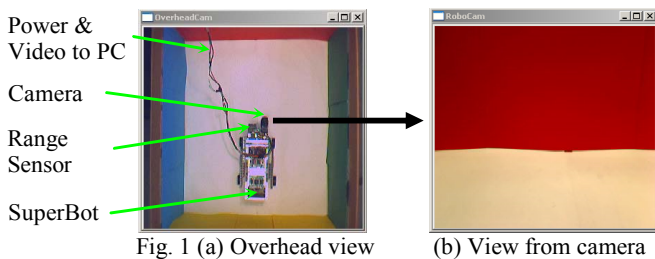 Power &
Video to PC
Camera
Range
Sensor
SuperBot
OverheadCam
RoboCam
Fig. 1 (a) Overhead view
(b) View from camera